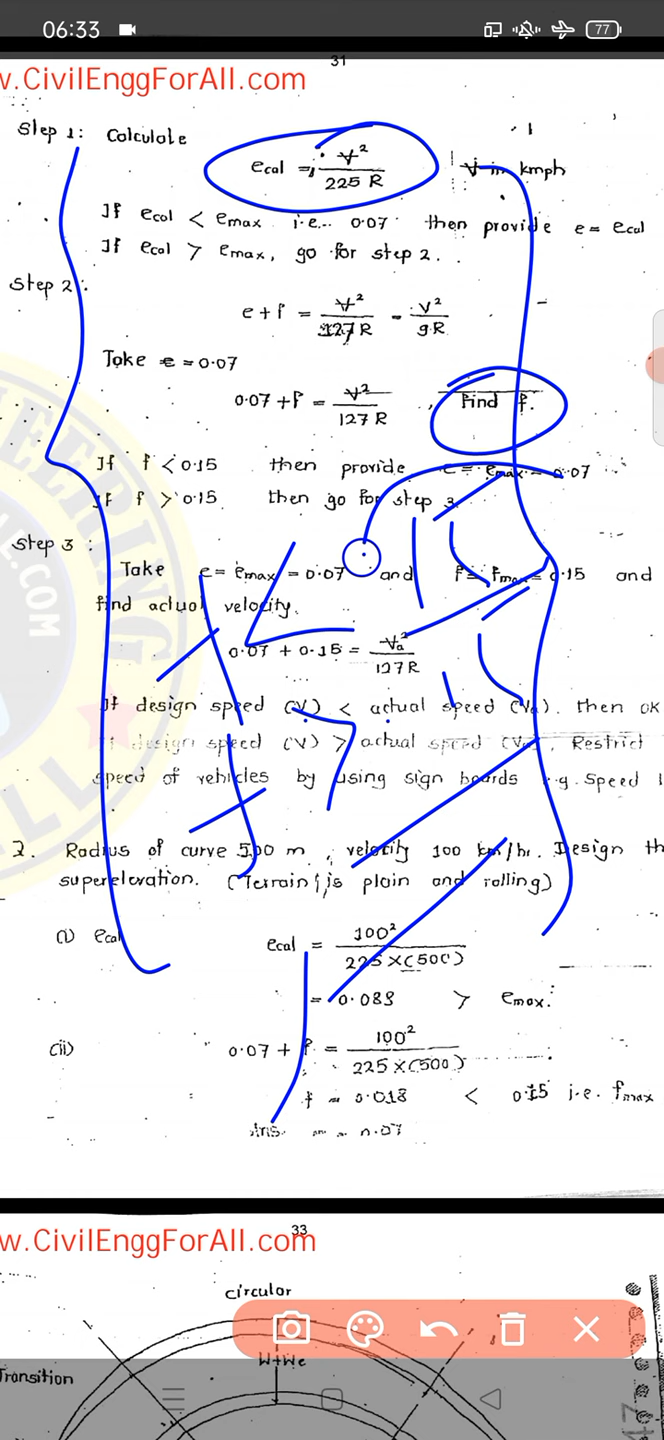 06:33
77
31
w.CivilEnggForAll.com
Step 1: Calculate
ecal = V²/225 R
V in kmph
If ecal < emax i.e.. 0.07 then provide e = ecal
If ecal > emax, go for step 2.
Step 2:
e + f = V²/127 R = V²/gR
Take e = 0.07
0.07 + f = V²/127 R , find f.
If f < 0.15 then provide e = emax = 0.07
If f > 0.15 then go for step 3.
Step 3 :
Take e = emax = 0.07 and f = fmax = 0.15 and
find actual velocity.
0.07 + 0.15 = Va²/127R
If design speed (V) < actual speed (Va). then ok
If design speed (V) > actual speed (Va), Restrict
speed of vehicles by using sign boards e.g. Speed
2. Radius of curve 500 m , velocity 100 km/hr. Design th
superelevation. (Terrain is plain and rolling)
(i) ecal
ecal = 100²/225 x (500)
= 0.088 > emax.
(ii) 0.07 + f = 100²/225 x (500)
f = 0.018 < 0.15 i.e. fmax
Ans. = 0.07
33
w.CivilEnggForAll.com
circular
W+We
Transition
47